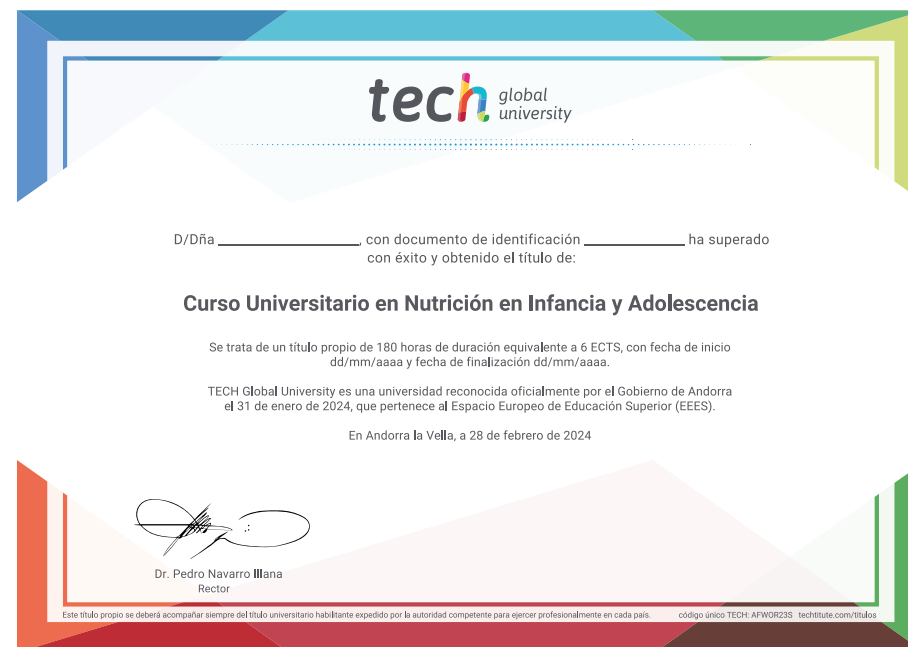 tech global university
D/Dña ____________________, con documento de identificación ______________ ha superado
con éxito y obtenido el título de:
Curso Universitario en Nutrición en Infancia y Adolescencia
Se trata de un título propio de 180 horas de duración equivalente a 6 ECTS, con fecha de inicio
dd/mm/aaaa y fecha de finalización dd/mm/aaaa.
TECH Global University es una universidad reconocida oficialmente por el Gobierno de Andorra
el 31 de enero de 2024, que pertenece al Espacio Europeo de Educación Superior (EEES).
En Andorra la Vella, a 28 de febrero de 2024
Dr. Pedro Navarro Illana
Rector
Este título propio se deberá acompañar siempre del título universitario habilitante expedido por la autoridad competente para ejercer profesionalmente en cada país. código único TECH: AFWOR23S techtitute.com/titulos